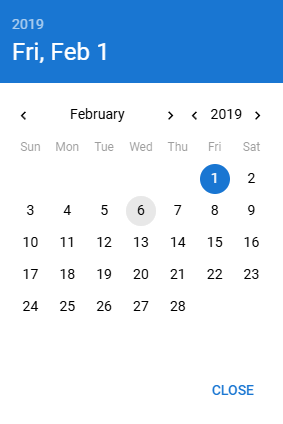 2019
Fri, Feb 1
February 2019
Sun Mon Tue Wed Thu Fri Sat
1 2
3 4 5 6 7 8 9
10 11 12 13 14 15 16
17 18 19 20 21 22 23
24 25 26 27 28
CLOSE